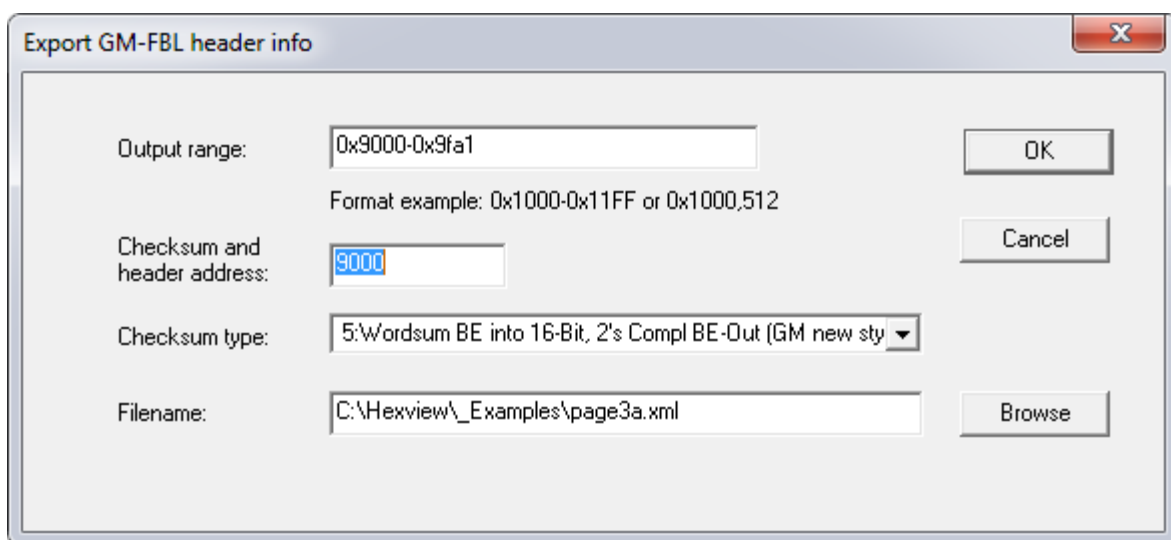 Export GM-FBL header info
Output range:
0x9000-0x9fa1
OK
Format example: 0x1000-0x11FF or 0x1000,512
Checksum and
header address:
9000
Cancel
Checksum type:
5:Wordsum BE into 16-Bit, 2's Compl BE-Out (GM new sty
Filename:
C:\Hexview\_Examples\page3a.xml
Browse